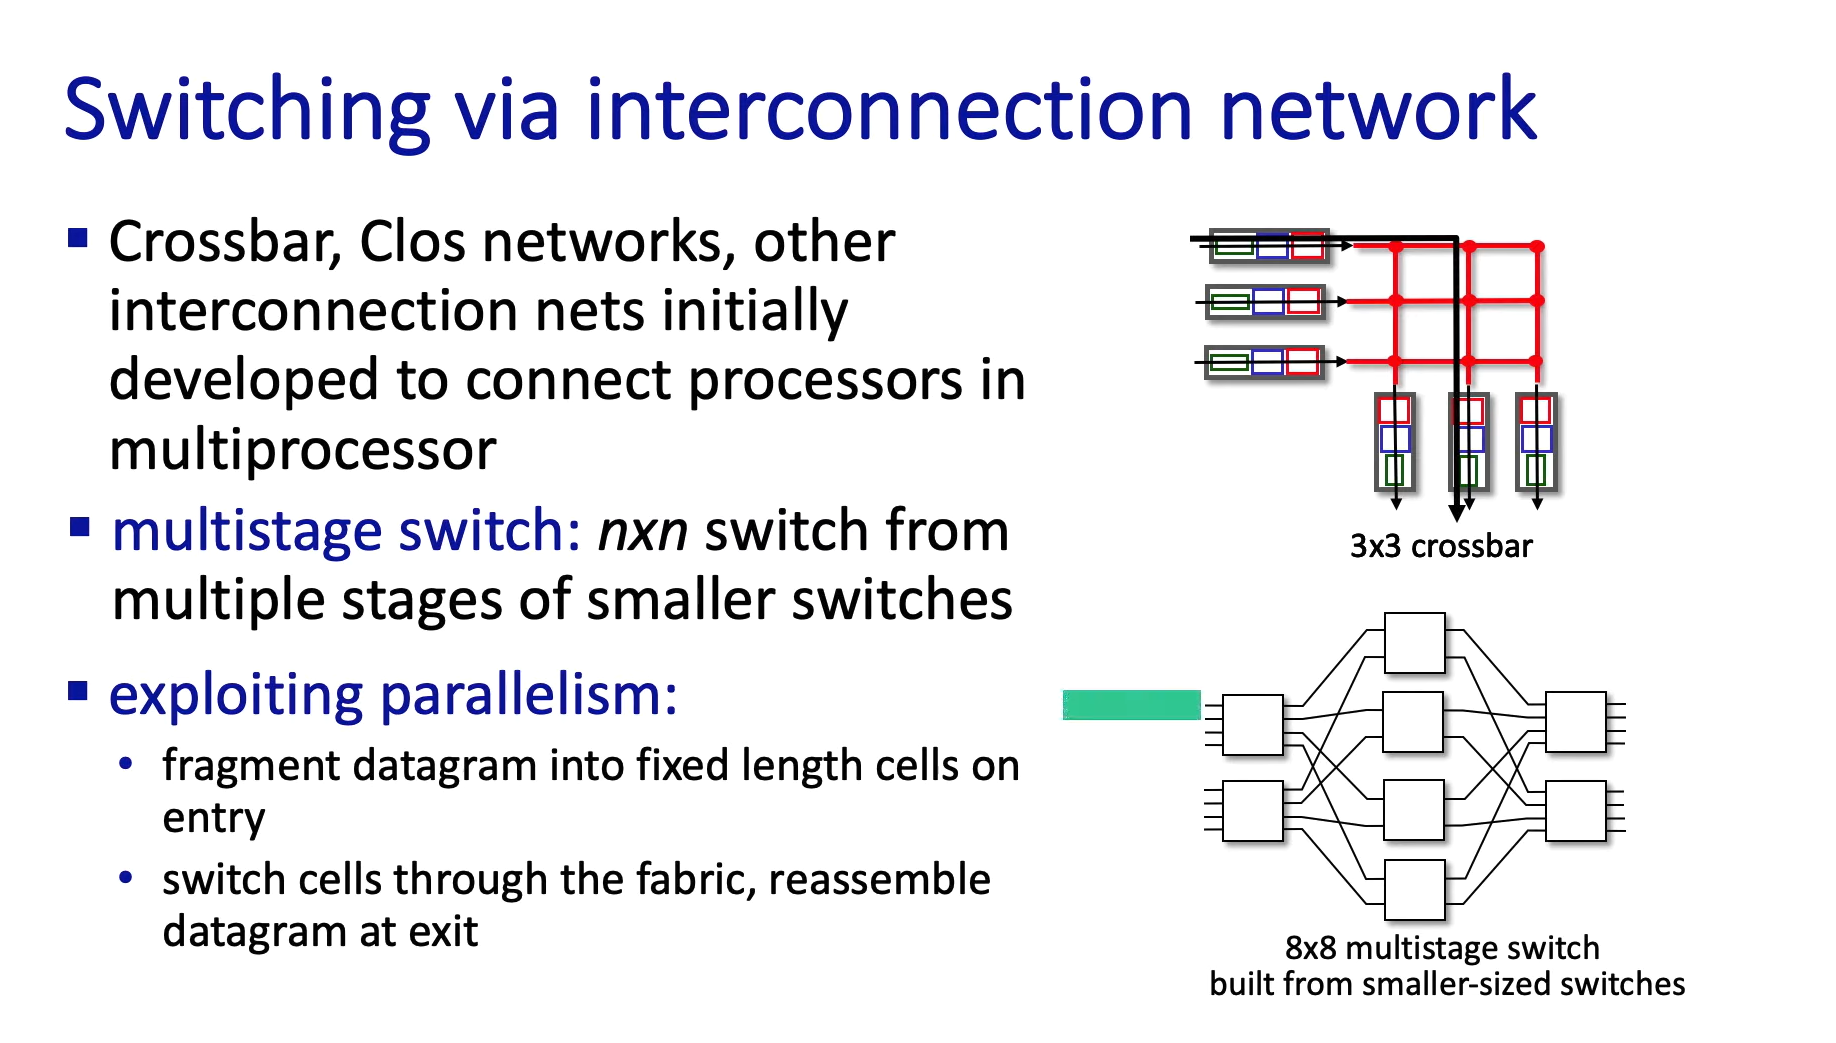 Switching via interconnection network
▪ Crossbar, Clos networks, other
interconnection nets initially
developed to connect processors in
multiprocessor
▪ multistage switch: nxn switch from
multiple stages of smaller switches
▪ exploiting parallelism:
• fragment datagram into fixed length cells on
entry
• switch cells through the fabric, reassemble
datagram at exit
3x3 crossbar
8x8 multistage switch
built from smaller-sized switches